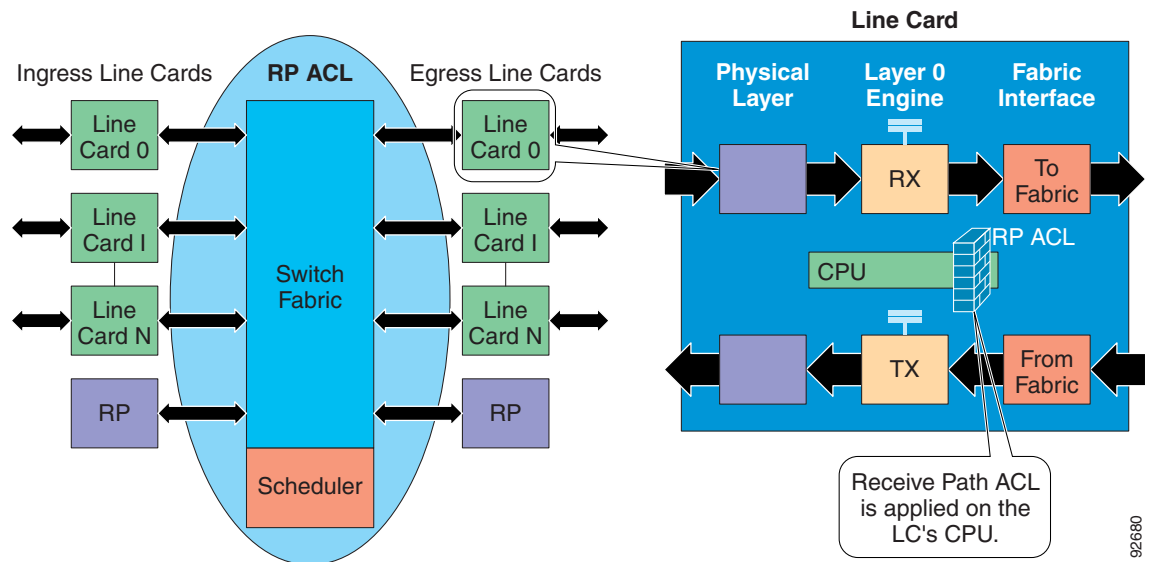 Line Card
Ingress Line Cards
RP ACL
Egress Line Cards
Line
Card 0
Line
Card I
Line
Card N
RP
Switch
Fabric
Scheduler
Line
Card 0
Line
Card I
Line
Card N
RP
Physical
Layer
Layer 0
Engine
Fabric
Interface
RX
To
Fabric
RP ACL
CPU
TX
From
Fabric
Receive Path ACL
is applied on the
LC's CPU.
92680